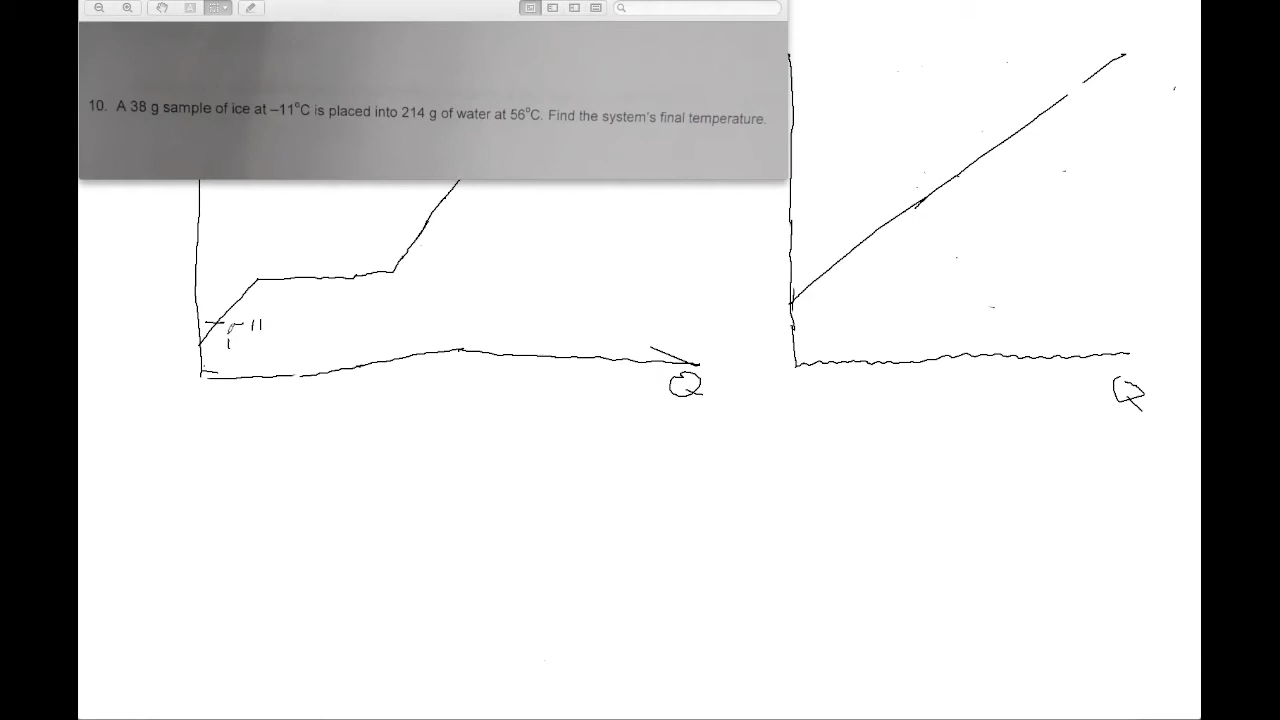 10. A 38 g sample of ice at –11°C is placed into 214 g of water at 56°C. Find the system's final temperature.
-11
Q
Q